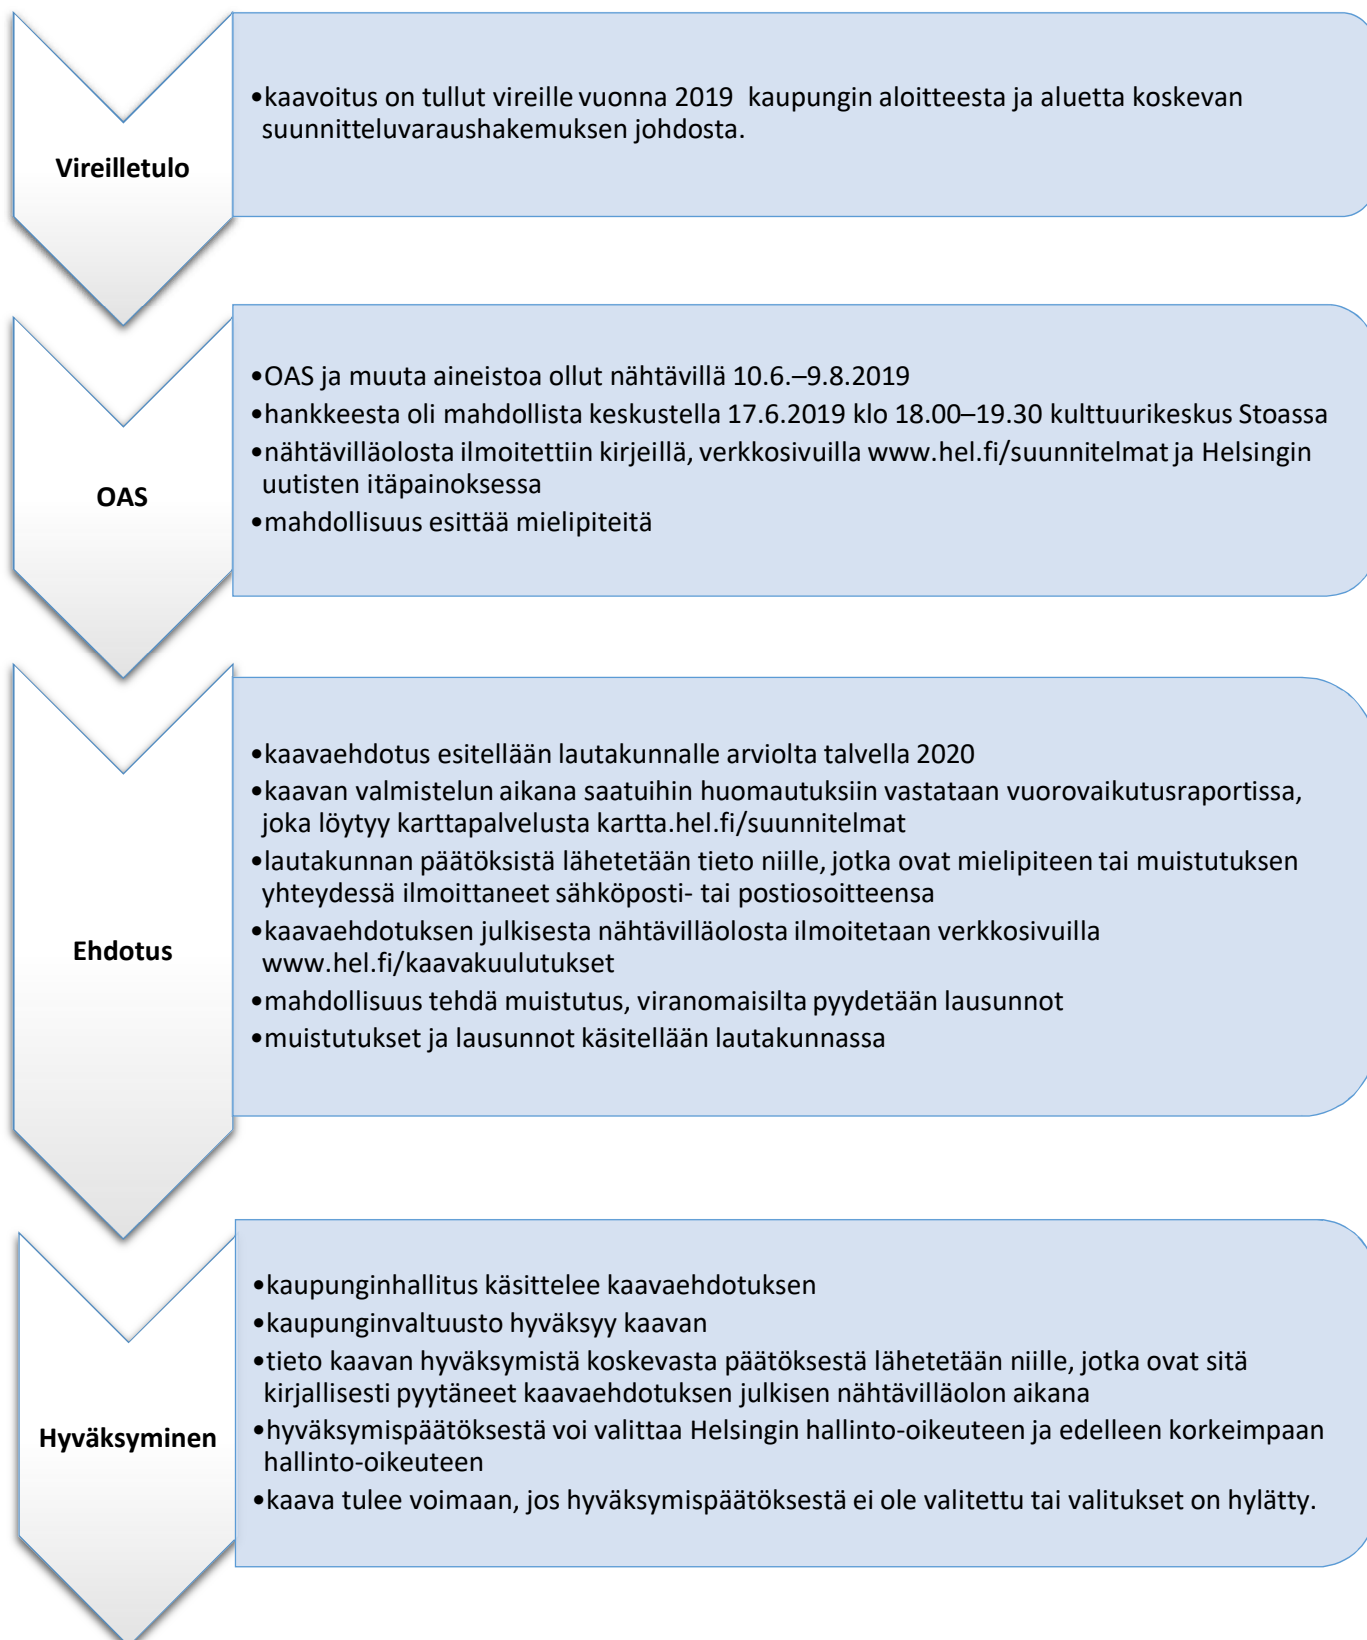 Vireilletulo
•kaavoitus on tullut vireille vuonna 2019 kaupungin aloitteesta ja aluetta koskevan
suunnitteluvaraushakemuksen johdosta.
OAS
•OAS ja muuta aineistoa ollut nähtävillä 10.6.–9.8.2019
•hankkeesta oli mahdollista keskustella 17.6.2019 klo 18.00–19.30 kulttuurikeskus Stoassa
•nähtävilläolosta ilmoitettiin kirjeillä, verkkosivuilla www.hel.fi/suunnitelmat ja Helsingin
uutisten itäpainoksessa
•mahdollisuus esittää mielipiteitä
Ehdotus
•kaavaehdotus esitellään lautakunnalle arviolta talvella 2020
•kaavan valmistelun aikana saatuihin huomautuksiin vastataan vuorovaikutusraportissa,
joka löytyy karttapalvelusta kartta.hel.fi/suunnitelmat
•lautakunnan päätöksistä lähetetään tieto niille, jotka ovat mielipiteen tai muistutuksen
yhteydessä ilmoittaneet sähköposti- tai postiosoitteensa
•kaavaehdotuksen julkisesta nähtävilläolosta ilmoitetaan verkkosivuilla
www.hel.fi/kaavakuulutukset
•mahdollisuus tehdä muistutus, viranomaisilta pyydetään lausunnot
•muistutukset ja lausunnot käsitellään lautakunnassa
Hyväksyminen
•kaupunginhallitus käsittelee kaavaehdotuksen
•kaupunginvaltuusto hyväksyy kaavan
•tieto kaavan hyväksymistä koskevasta päätöksestä lähetetään niille, jotka ovat sitä
kirjallisesti pyytäneet kaavaehdotuksen julkisen nähtävilläolon aikana
•hyväksymispäätöksestä voi valittaa Helsingin hallinto-oikeuteen ja edelleen korkeimpaan
hallinto-oikeuteen
•kaava tulee voimaan, jos hyväksymispäätöksestä ei ole valitettu tai valitukset on hylätty.